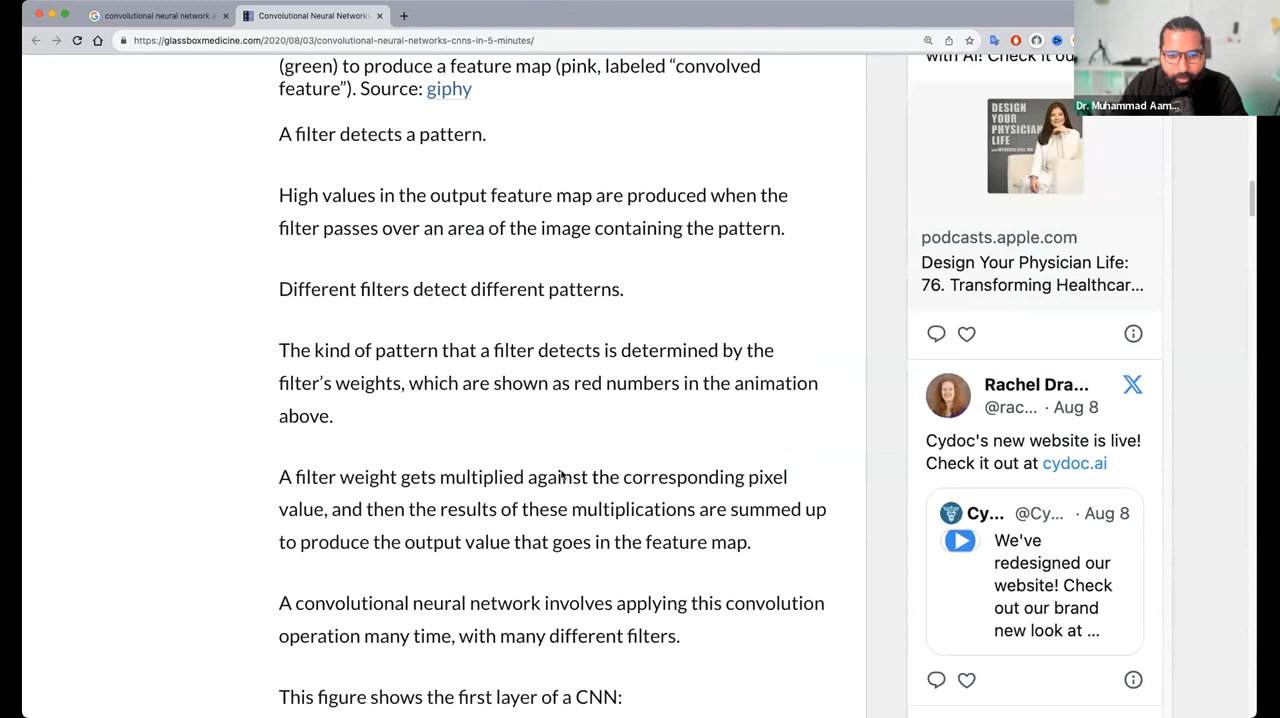 convolutional neural network a
Convolutional Neural Networks
https://glassboxmedicine.com/2020/08/03/convolutional-neural-networks-cnns-in-5-minutes/
Dr. Muhammad Aam...
(green) to produce a feature map (pink, labeled “convolved
feature”). Source: giphy
A filter detects a pattern.
High values in the output feature map are produced when the
filter passes over an area of the image containing the pattern.
Different filters detect different patterns.
The kind of pattern that a filter detects is determined by the
filter’s weights, which are shown as red numbers in the animation
above.
A filter weight gets multiplied against the corresponding pixel
value, and then the results of these multiplications are summed up
to produce the output value that goes in the feature map.
A convolutional neural network involves applying this convolution
operation many time, with many different filters.
This figure shows the first layer of a CNN:
with AI! Check it ou
DESIGN
YOUR
PHYSICIAN
LIFE
podcasts.apple.com
Design Your Physician Life:
76. Transforming Healthcar...
Rachel Dra...
@rac... · Aug 8
Cydoc's new website is live!
Check it out at cydoc.ai
Cy... @Cy... · Aug 8
We've
redesigned our
website! Check
out our brand
new look at ...